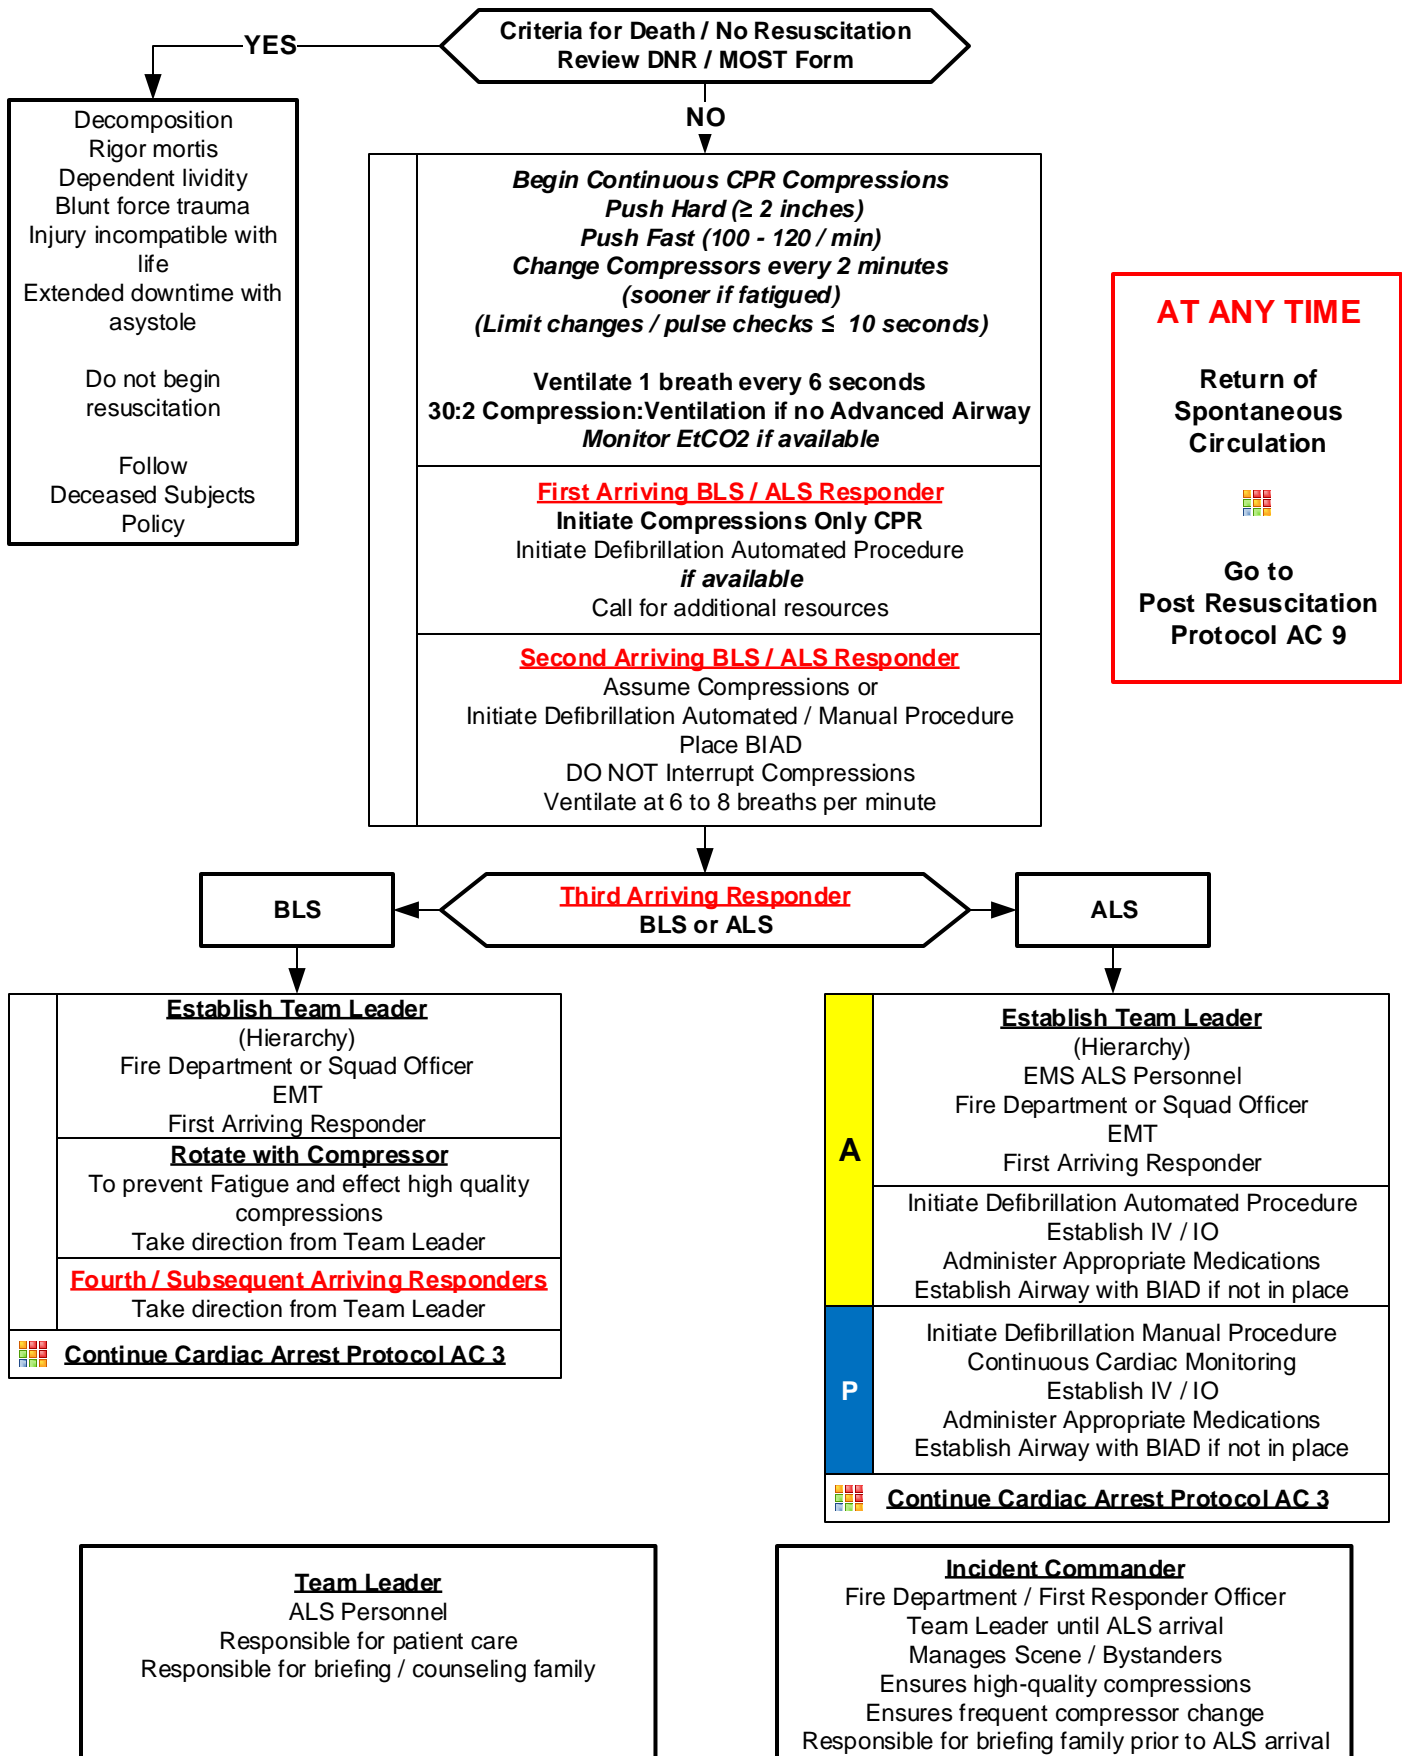 Criteria for Death / No Resuscitation
Review DNR / MOST Form
YES
NO
Decomposition
Rigor mortis
Dependent lividity
Blunt force trauma
Injury incompatible with
life
Extended downtime with
asystole
Do not begin
resuscitation
Follow
Deceased Subjects
Policy
Begin Continuous CPR Compressions
Push Hard (≥ 2 inches)
Push Fast (100 - 120 / min)
Change Compressors every 2 minutes
(sooner if fatigued)
(Limit changes / pulse checks ≤ 10 seconds)
Ventilate 1 breath every 6 seconds
30:2 Compression:Ventilation if no Advanced Airway
Monitor EtCO2 if available
First Arriving BLS / ALS Responder
Initiate Compressions Only CPR
Initiate Defibrillation Automated Procedure
if available
Call for additional resources
Second Arriving BLS / ALS Responder
Assume Compressions or
Initiate Defibrillation Automated / Manual Procedure
Place BIAD
DO NOT Interrupt Compressions
Ventilate at 6 to 8 breaths per minute
AT ANY TIME
Return of
Spontaneous
Circulation
Go to
Post Resuscitation
Protocol AC 9
Third Arriving Responder
BLS or ALS
BLS
ALS
Establish Team Leader
(Hierarchy)
Fire Department or Squad Officer
EMT
First Arriving Responder
Rotate with Compressor
To prevent Fatigue and effect high quality
compressions
Take direction from Team Leader
Fourth / Subsequent Arriving Responders
Take direction from Team Leader
Continue Cardiac Arrest Protocol AC 3
A
Establish Team Leader
(Hierarchy)
EMS ALS Personnel
Fire Department or Squad Officer
EMT
First Arriving Responder
Initiate Defibrillation Automated Procedure
Establish IV / IO
Administer Appropriate Medications
Establish Airway with BIAD if not in place
P
Initiate Defibrillation Manual Procedure
Continuous Cardiac Monitoring
Establish IV / IO
Administer Appropriate Medications
Establish Airway with BIAD if not in place
Continue Cardiac Arrest Protocol AC 3
Team Leader
ALS Personnel
Responsible for patient care
Responsible for briefing / counseling family
Incident Commander
Fire Department / First Responder Officer
Team Leader until ALS arrival
Manages Scene / Bystanders
Ensures high-quality compressions
Ensures frequent compressor change
Responsible for briefing family prior to ALS arrival